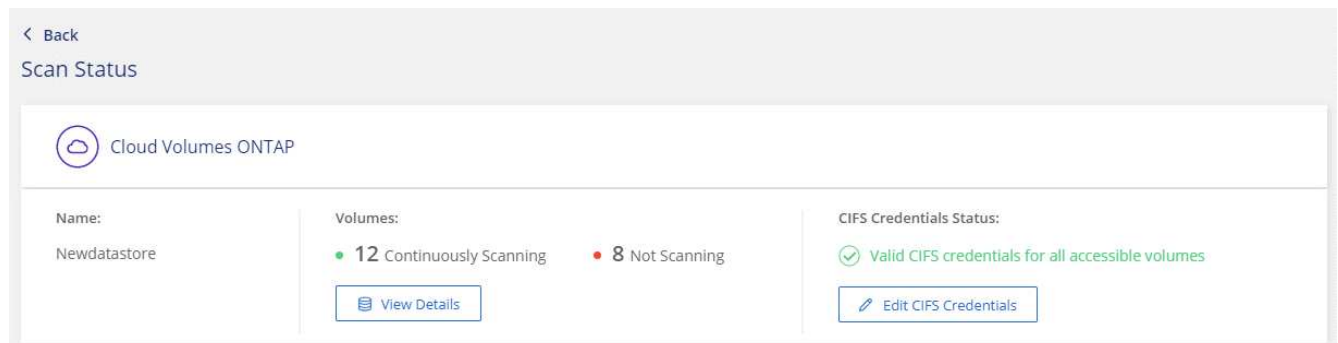 Back
Scan Status
Cloud Volumes ONTAP
Name:
Newdatastore
Volumes:
12 Continuously Scanning
8 Not Scanning
View Details
CIFS Credentials Status:
Valid CIFS credentials for all accessible volumes
Edit CIFS Credentials